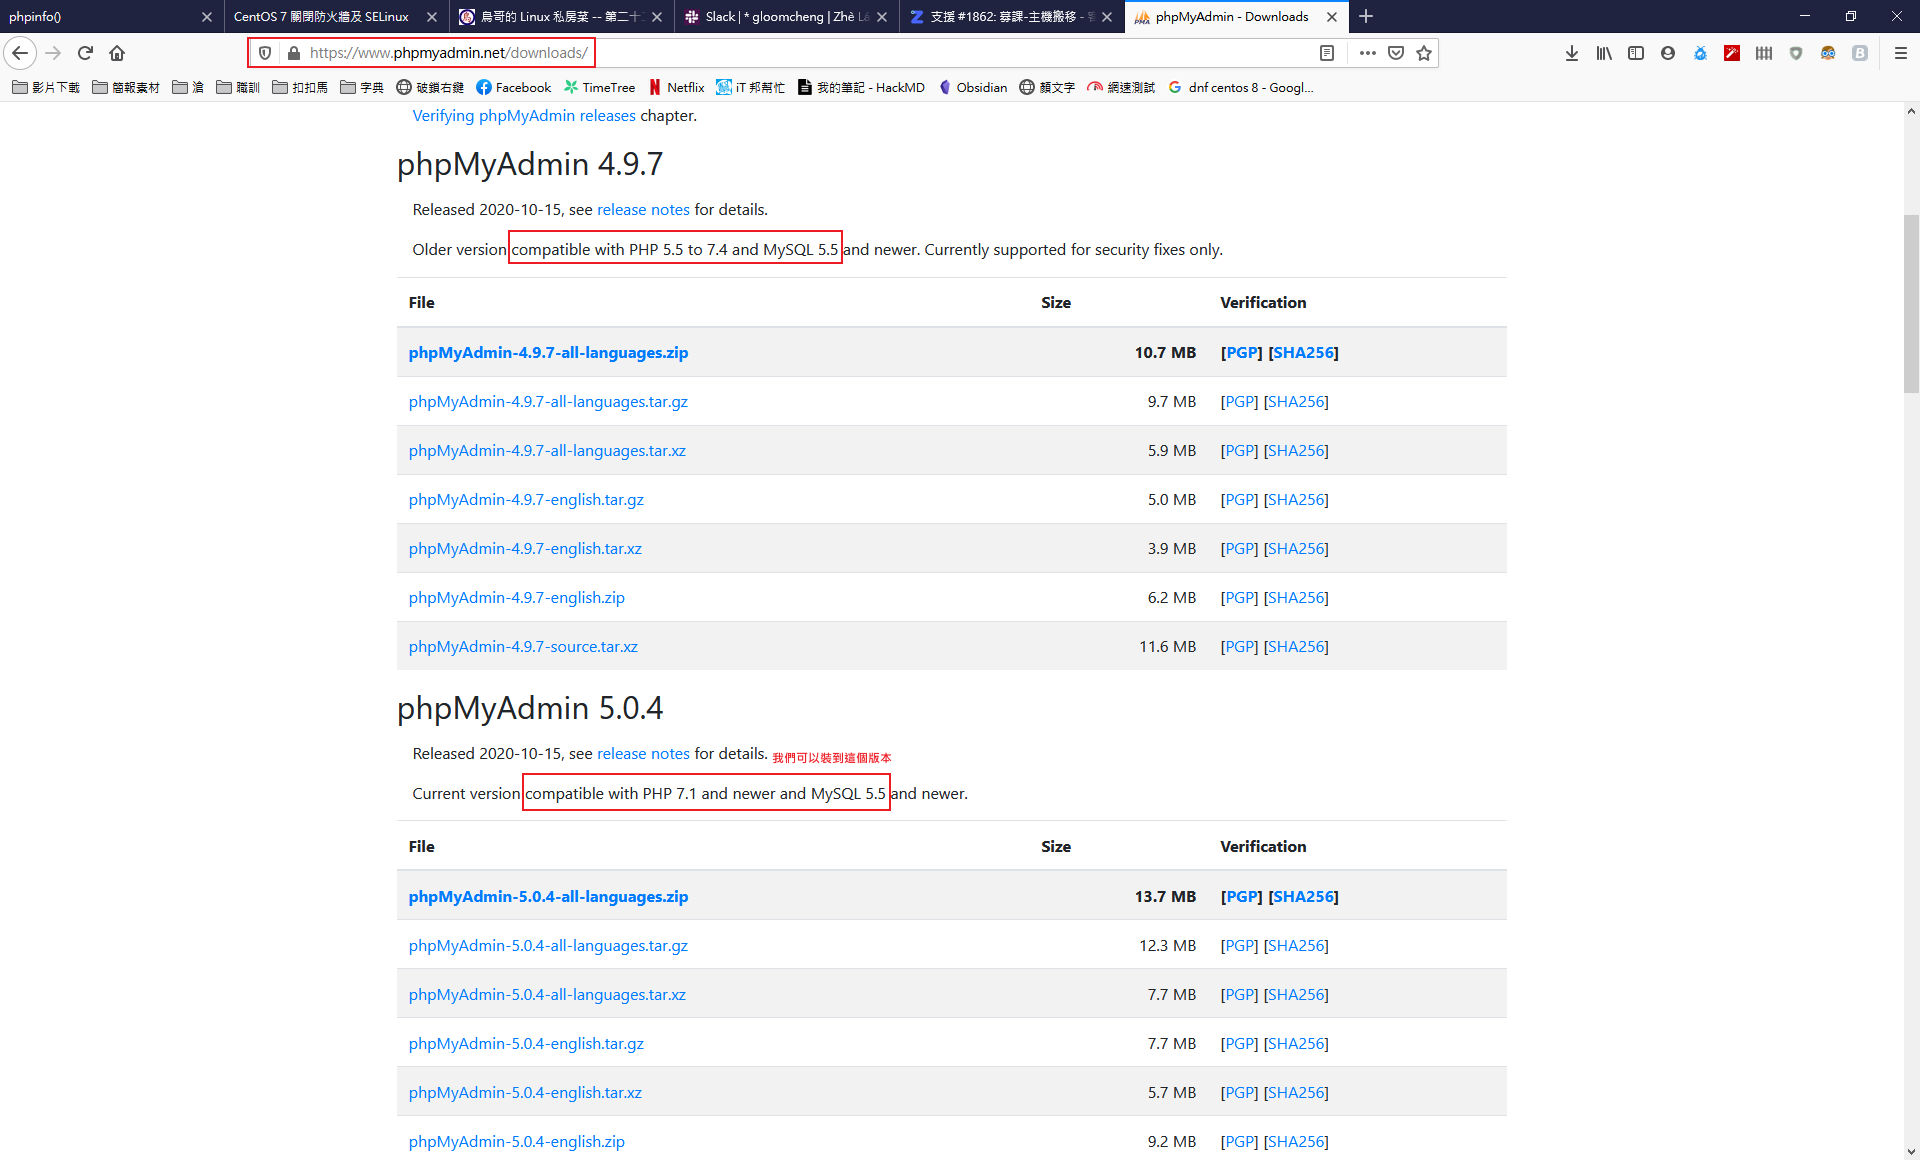 phpinfo()
CentOS 7 關閉防火牆及 SELinux
鳥哥的 Linux 私房菜 -- 第二十
Slack | * gloomcheng | Zhè Lǐ
支援 #1862: 蔡課-主機搬移 -
phpMyAdmin - Downloads
https://www.phpmyadmin.net/downloads/
影片下載 簡報素材 滄 職訓 扣扣馬 字典 破鎖右鍵 Facebook TimeTree Netflix iT 邦幫忙 我的筆記 - HackMD Obsidian 顏文字 網速測試 dnf centos 8 - Googl...
Verifying phpMyAdmin releases chapter.
phpMyAdmin 4.9.7
Released 2020-10-15, see release notes for details.
Older version compatible with PHP 5.5 to 7.4 and MySQL 5.5 and newer. Currently supported for security fixes only.
File Size Verification
phpMyAdmin-4.9.7-all-languages.zip 10.7 MB [PGP] [SHA256]
phpMyAdmin-4.9.7-all-languages.tar.gz 9.7 MB [PGP] [SHA256]
phpMyAdmin-4.9.7-all-languages.tar.xz 5.9 MB [PGP] [SHA256]
phpMyAdmin-4.9.7-english.tar.gz 5.0 MB [PGP] [SHA256]
phpMyAdmin-4.9.7-english.tar.xz 3.9 MB [PGP] [SHA256]
phpMyAdmin-4.9.7-english.zip 6.2 MB [PGP] [SHA256]
phpMyAdmin-4.9.7-source.tar.xz 11.6 MB [PGP] [SHA256]
phpMyAdmin 5.0.4
Released 2020-10-15, see release notes for details. 我們可以裝到這個版本
Current version compatible with PHP 7.1 and newer and MySQL 5.5 and newer.
File Size Verification
phpMyAdmin-5.0.4-all-languages.zip 13.7 MB [PGP] [SHA256]
phpMyAdmin-5.0.4-all-languages.tar.gz 12.3 MB [PGP] [SHA256]
phpMyAdmin-5.0.4-all-languages.tar.xz 7.7 MB [PGP] [SHA256]
phpMyAdmin-5.0.4-english.tar.gz 7.7 MB [PGP] [SHA256]
phpMyAdmin-5.0.4-english.tar.xz 5.7 MB [PGP] [SHA256]
phpMyAdmin-5.0.4-english.zip 9.2 MB [PGP] [SHA256]